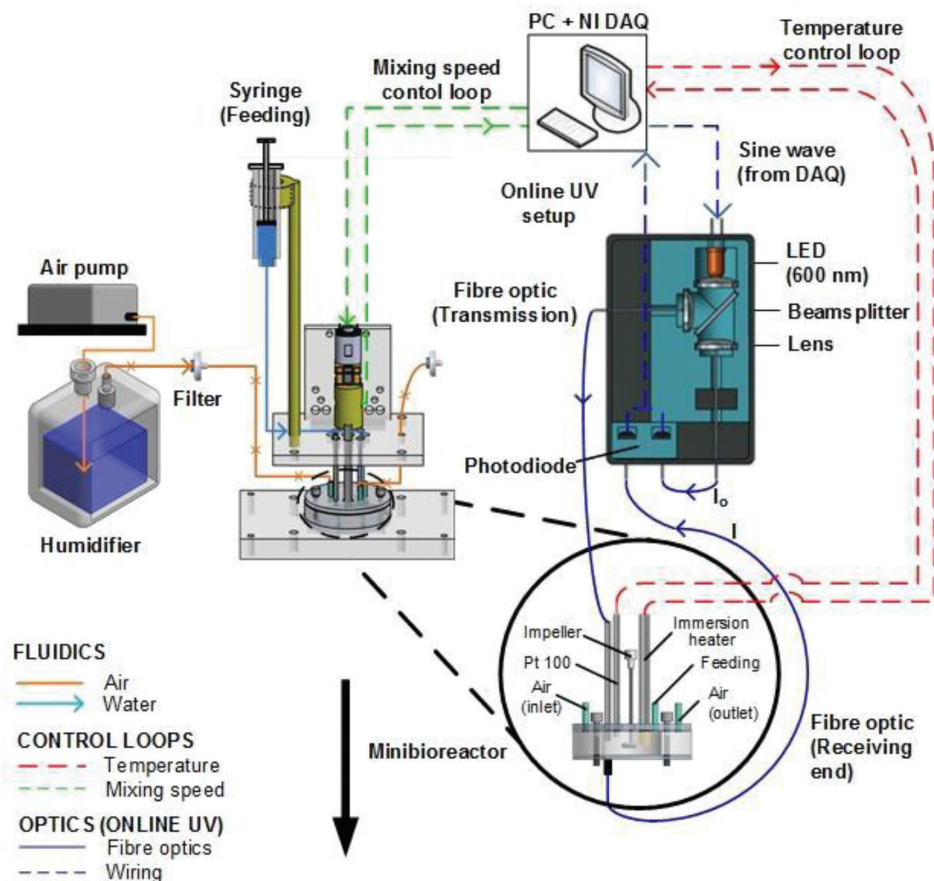 PC + NI DAQ
Temperature
control loop
Mixing speed
contol loop
Syringe
(Feeding)
Sine wave
(from DAQ)
Online UV
setup
Air pump
LED
(600 nm)
Fibre optic
(Transmission)
Beamsplitter
Lens
Filter
Photodiode
Io
I
Humidifier
Impeller
Immersion
heater
Pt 100
Feeding
Air
(inlet)
Air
(outlet)
Fibre optic
(Receiving
end)
Minibioreactor
FLUIDICS
Air
Water
CONTROL LOOPS
Temperature
Mixing speed
OPTICS (ONLINE UV)
Fibre optics
Wiring